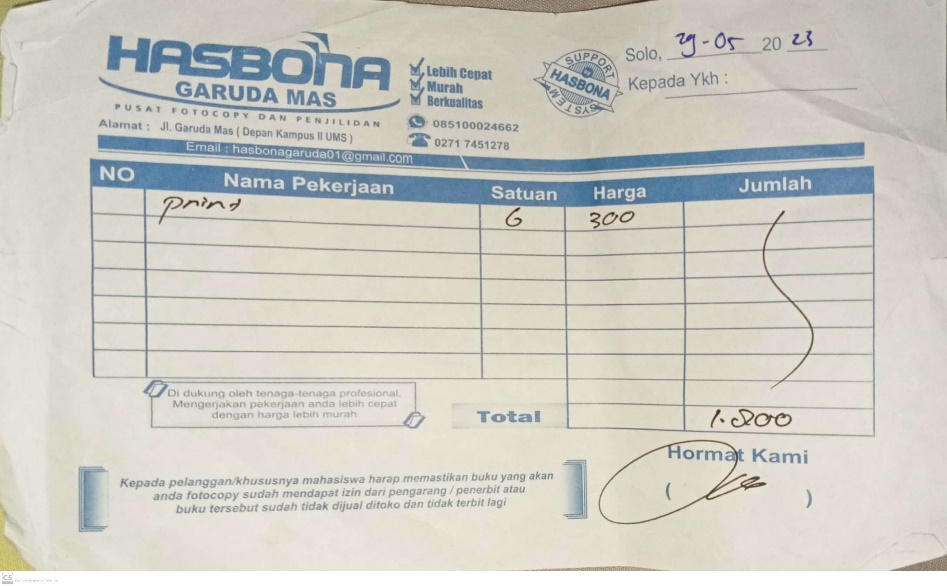 HASBONA
GARUDA MAS
PUSAT FOTOCOPY DAN PENJILIDAN
Alamat : Jl. Garuda Mas ( Depan Kampus II UMS )
Email : hasbonagaruda01@gmail.com
Lebih Cepat
Murah
Berkualitas
085100024662
0271 7451278
SUPPORT
HASBONA
SYSTEM
Solo, 29-05 20 23
Kepada Ykh :
NO Nama Pekerjaan Satuan Harga Jumlah
print 6 300
Di dukung oleh tenaga-tenaga profesional.
Mengerjakan pekerjaan anda lebih cepat
dengan harga lebih murah
Total 1.800
Hormat Kami
( )
Kepada pelanggan/khususnya mahasiswa harap memastikan buku yang akan
anda fotocopy sudah mendapat izin dari pengarang / penerbit atau
buku tersebut sudah tidak dijual ditoko dan tidak terbit lagi
CS